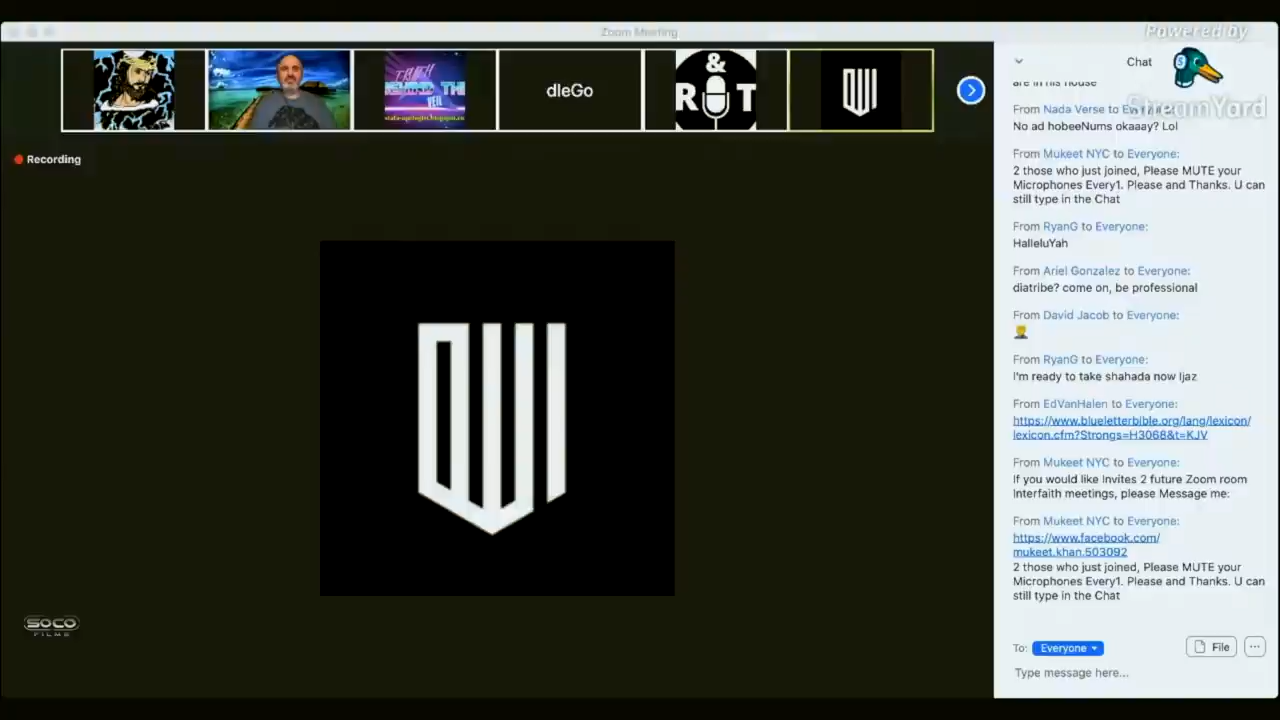 Zoom Meeting
Powered by
StreamYard
BEHIND THE
VEIL
dleGo
&
R T
DWI
Recording
DWI
SOCO
FILMS
Chat
are in his house
From Nada Verse to Everyone:
No ad hobeeNums okaaay? Lol
From Mukeet NYC to Everyone:
2 those who just joined, Please MUTE your
Microphones Every1. Please and Thanks. U can
still type in the Chat
From RyanG to Everyone:
HalleluYah
From Ariel Gonzalez to Everyone:
diatribe? come on, be professional
From David Jacob to Everyone:
From RyanG to Everyone:
I'm ready to take shahada now Ijaz
From EdVanHalen to Everyone:
https://www.blueletterbible.org/lang/lexicon/
lexicon.cfm?Strongs=H3068&t=KJV
From Mukeet NYC to Everyone:
If you would like Invites 2 future Zoom room
Interfaith meetings, please Message me:
From Mukeet NYC to Everyone:
https://www.facebook.com/
mukeet.khan.503092
2 those who just joined, Please MUTE your
Microphones Every1. Please and Thanks. U can
still type in the Chat
To: Everyone
File
Type message here...